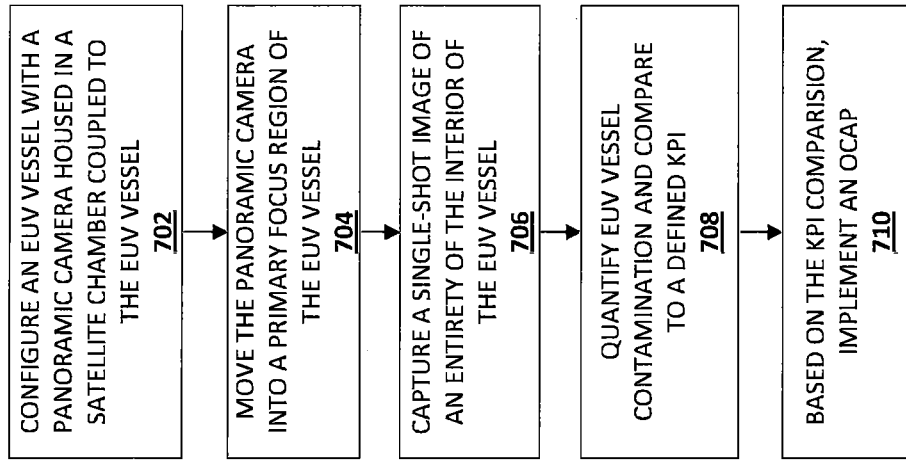 CONFIGURE AN EUV VESSEL WITH A
PANORAMIC CAMERA HOUSED IN A
SATELLITE CHAMBER COUPLED TO
THE EUV VESSEL
702
MOVE THE PANORAMIC CAMERA
INTO A PRIMARY FOCUS REGION OF
THE EUV VESSEL
704
CAPTURE A SINGLE-SHOT IMAGE OF
AN ENTIRETY OF THE INTERIOR OF
THE EUV VESSEL
706
QUANTIFY EUV VESSEL
CONTAMINATION AND COMPARE
TO A DEFINED KPI
708
BASED ON THE KPI COMPARISION,
IMPLEMENT AN OCAP
710